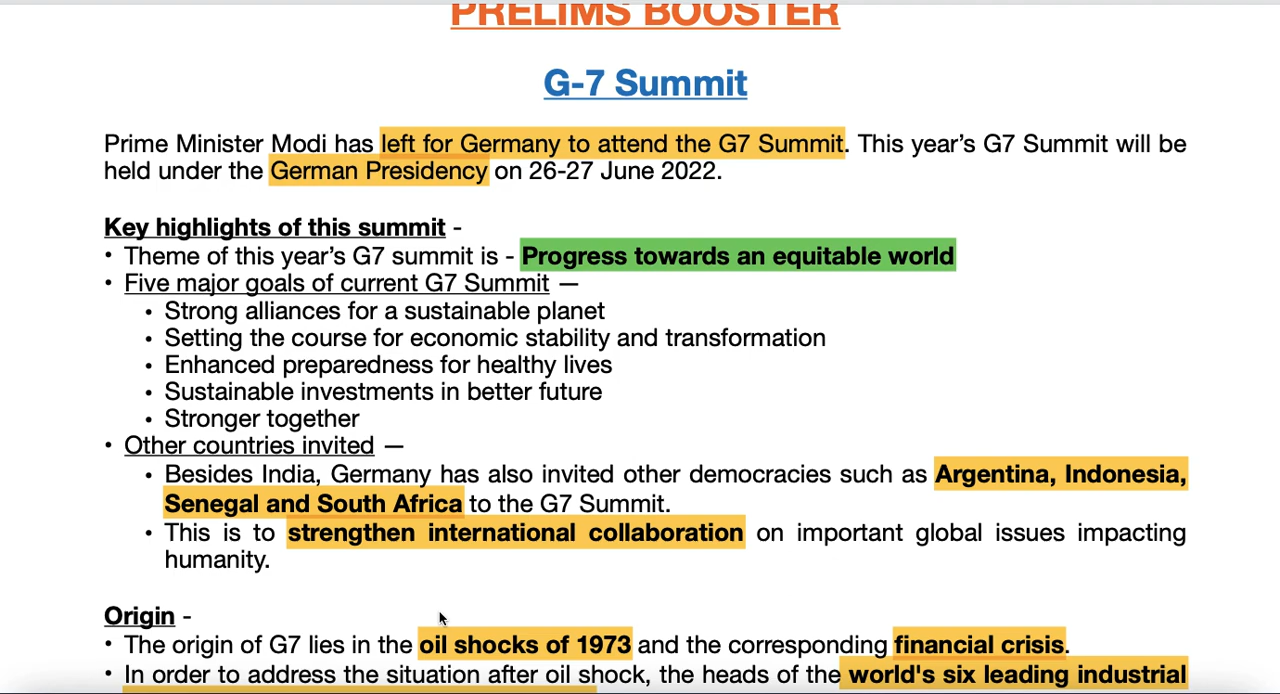 PRELIMS BOOSTER
G-7 Summit
Prime Minister Modi has left for Germany to attend the G7 Summit. This year’s G7 Summit will be
held under the German Presidency on 26-27 June 2022.
Key highlights of this summit -
• Theme of this year’s G7 summit is - Progress towards an equitable world
• Five major goals of current G7 Summit —
• Strong alliances for a sustainable planet
• Setting the course for economic stability and transformation
• Enhanced preparedness for healthy lives
• Sustainable investments in better future
• Stronger together
• Other countries invited —
• Besides India, Germany has also invited other democracies such as Argentina, Indonesia,
Senegal and South Africa to the G7 Summit.
• This is to strengthen international collaboration on important global issues impacting
humanity.
Origin -
• The origin of G7 lies in the oil shocks of 1973 and the corresponding financial crisis.
• In order to address the situation after oil shock, the heads of the world's six leading industrial